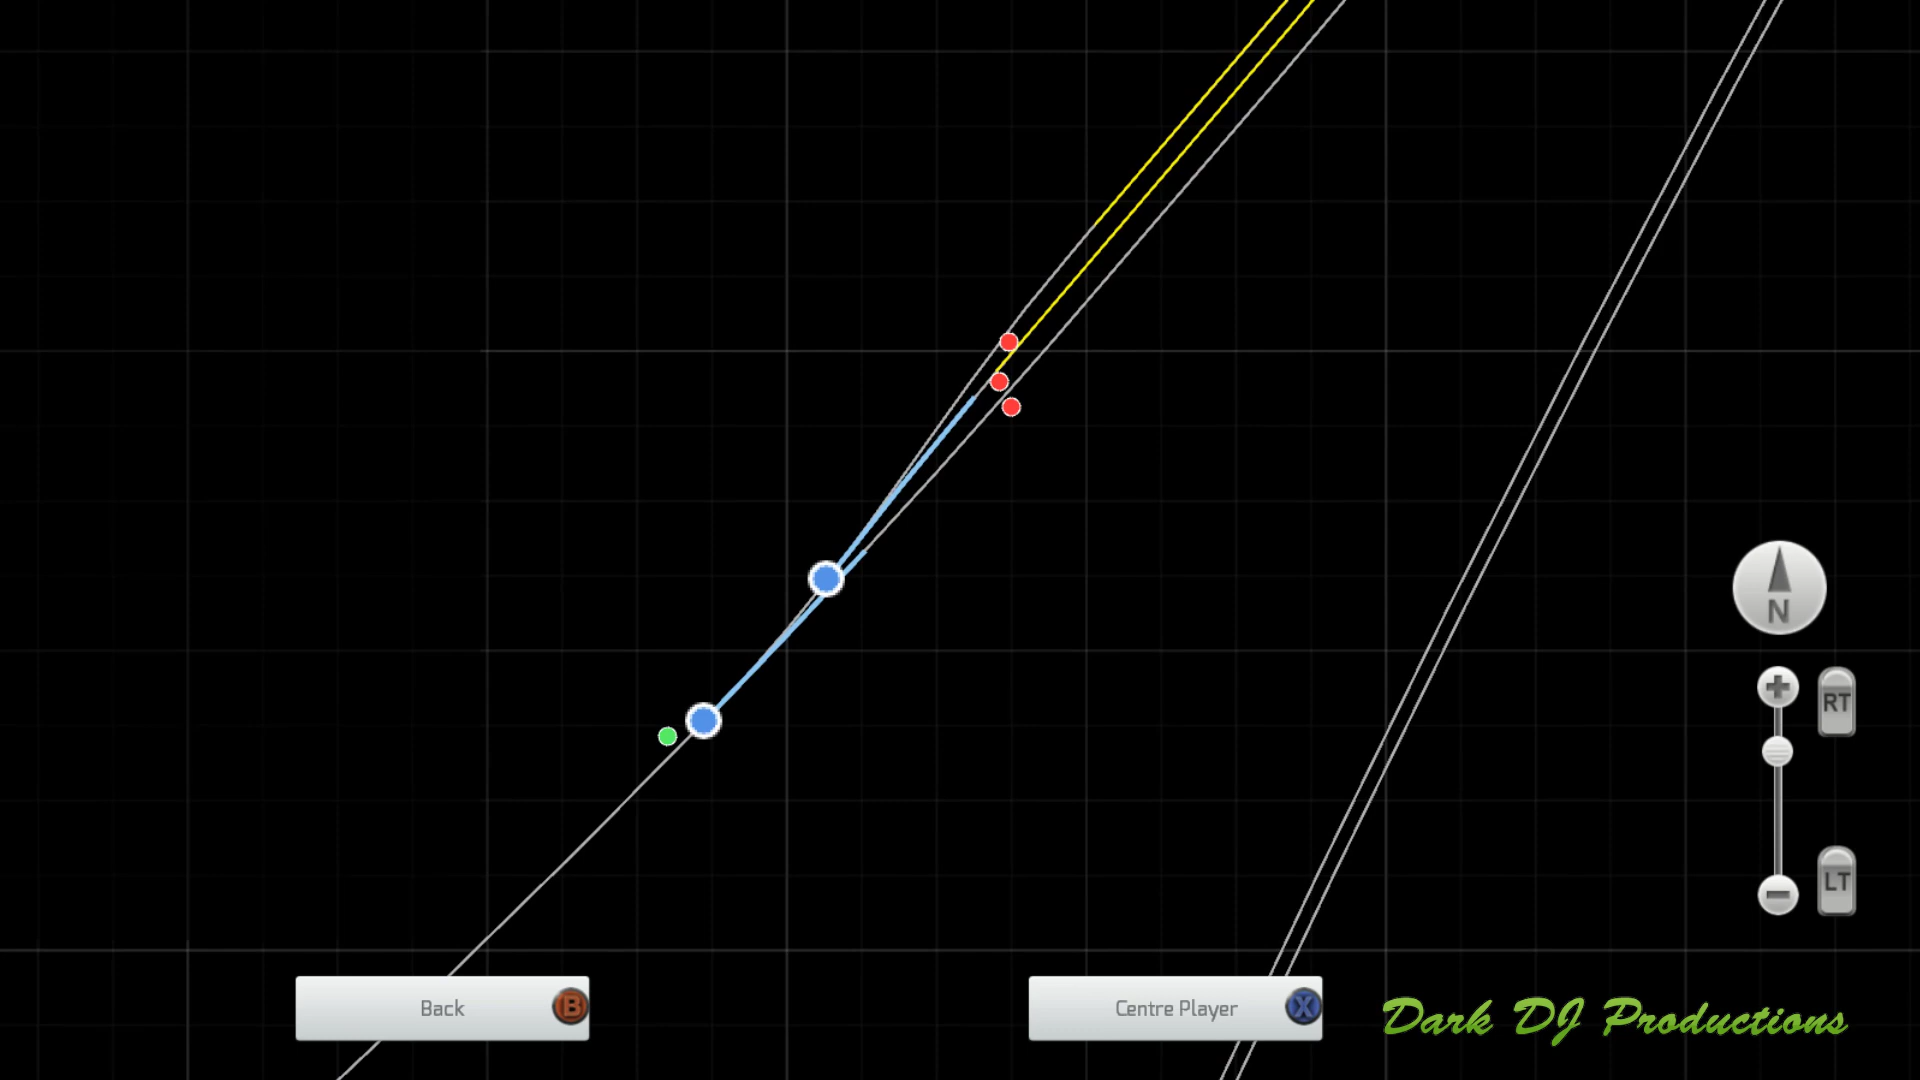 N
RT
LT
Back B
Centre Player X
Dark DJ Productions